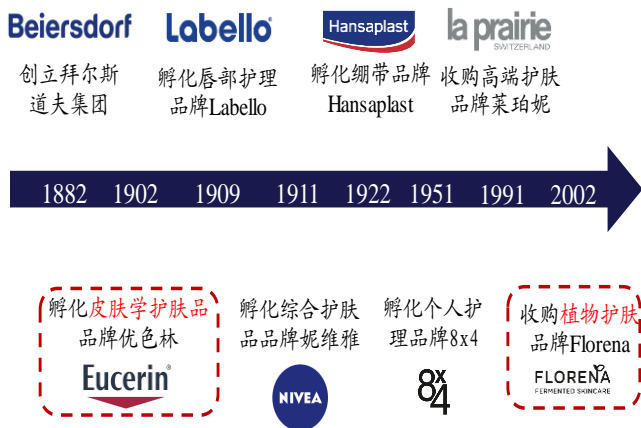 Beiersdorf
Labello
Hansaplast
la prairie
SWITZERLAND
创立拜尔斯
道夫集团
孵化唇部护理
品牌Labello
孵化绷带品牌
Hansaplast
收购高端护肤
品牌莱珀妮
1882 1902 1909 1911 1922 1951 1991 2002
孵化皮肤学护肤品
品牌优色林
Eucerin®
孵化综合护肤
品品牌妮维雅
NIVEA
孵化个人护
理品牌8x4
8x4
收购植物护肤
品牌Florena
FLORENA
FERMENTED SKINCARE